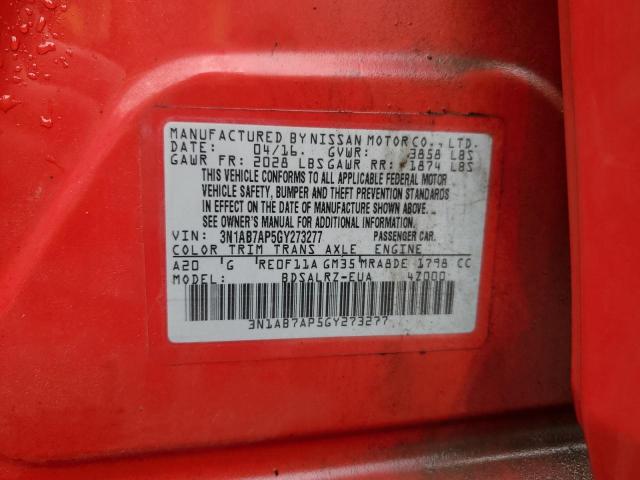 MANUFACTURED BY NISSAN MOTOR CO., LTD.
DATE: 04/16. GVWR: 3858 LBS
GAWR FR: 2028 LBS GAWR RR: 1874 LBS
THIS VEHICLE CONFORMS TO ALL APPLICABLE FEDERAL MOTOR
VEHICLE SAFETY, BUMPER AND THEFT PREVENTION STANDARDS
IN EFFECT ON THE DATE OF MANUFACTURE SHOWN ABOVE.
SEE OWNER'S MANUAL FOR ADDITIONAL INFORMATION.
VIN: 3N1AB7AP5GY273277 PASSENGER CAR.
COLOR TRIM TRANS AXLE ENGINE
A20 G RE0F11A GM35 MRA8DE 1798 CC
MODEL: BDSALRZ-EUA 4Z000
3N1AB7AP5GY273277